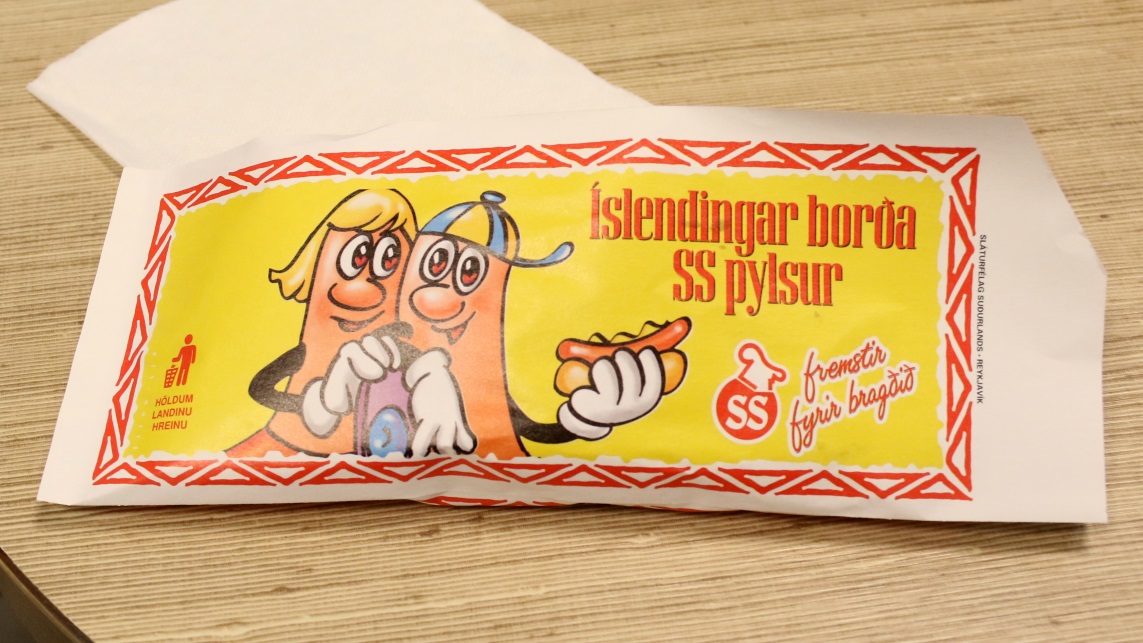 Íslendingar borða
SS pylsur
fremstir
fyrir bragðið
SS
HÖLDUM
LANDINU
HREINU
SLÁTURFÉLAG SUÐURLANDS - REYKJAVÍK